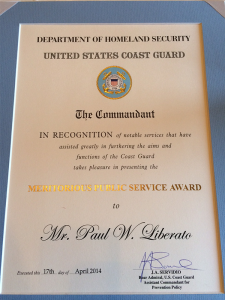 DEPARTMENT OF HOMELAND SECURITY
UNITED STATES COAST GUARD
The Commandant
IN RECOGNITION of notable services that have
assisted greatly in furthering the aims and
functions of the Coast Guard
takes pleasure in presenting the
MERITORIOUS PUBLIC SERVICE AWARD
to
Mr. Paul W. Liberato
Executed this 17th day of April 2014
J.A. SERVIDIO
Rear Admiral, U.S. Coast Guard
Assistant Commandant for
Prevention Policy